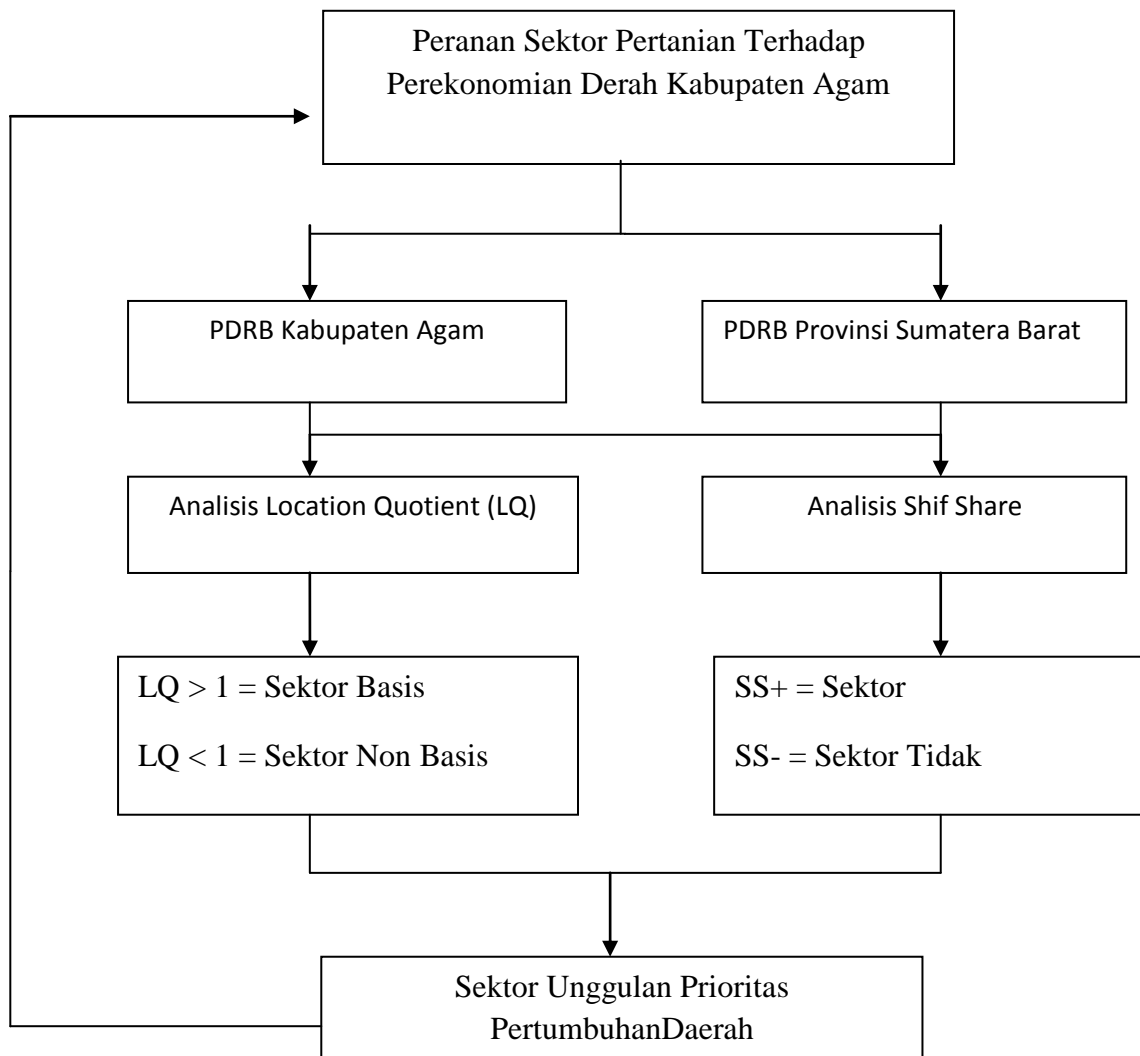 Peranan Sektor Pertanian Terhadap
Perekonomian Derah Kabupaten Agam
PDRB Kabupaten Agam
PDRB Provinsi Sumatera Barat
Analisis Location Quotient (LQ)
Analisis Shif Share
LQ > 1 = Sektor Basis
LQ < 1 = Sektor Non Basis
SS+ = Sektor
SS- = Sektor Tidak
Sektor Unggulan Prioritas
PertumbuhanDaerah